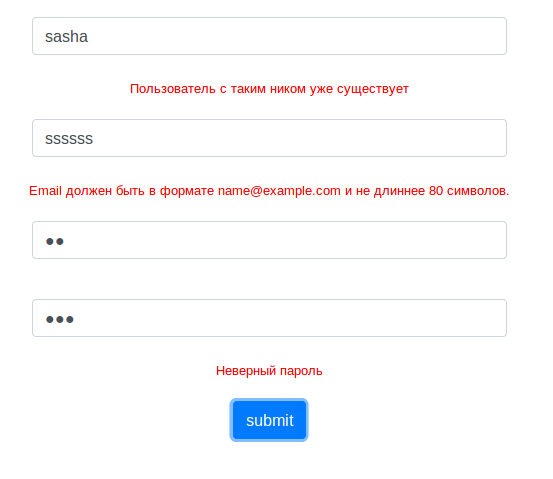 sasha
Пользователь с таким ником уже существует
ssssss
Email должен быть в формате name@example.com и не длиннее 80 символов.
●●
●●●
Неверный пароль
submit